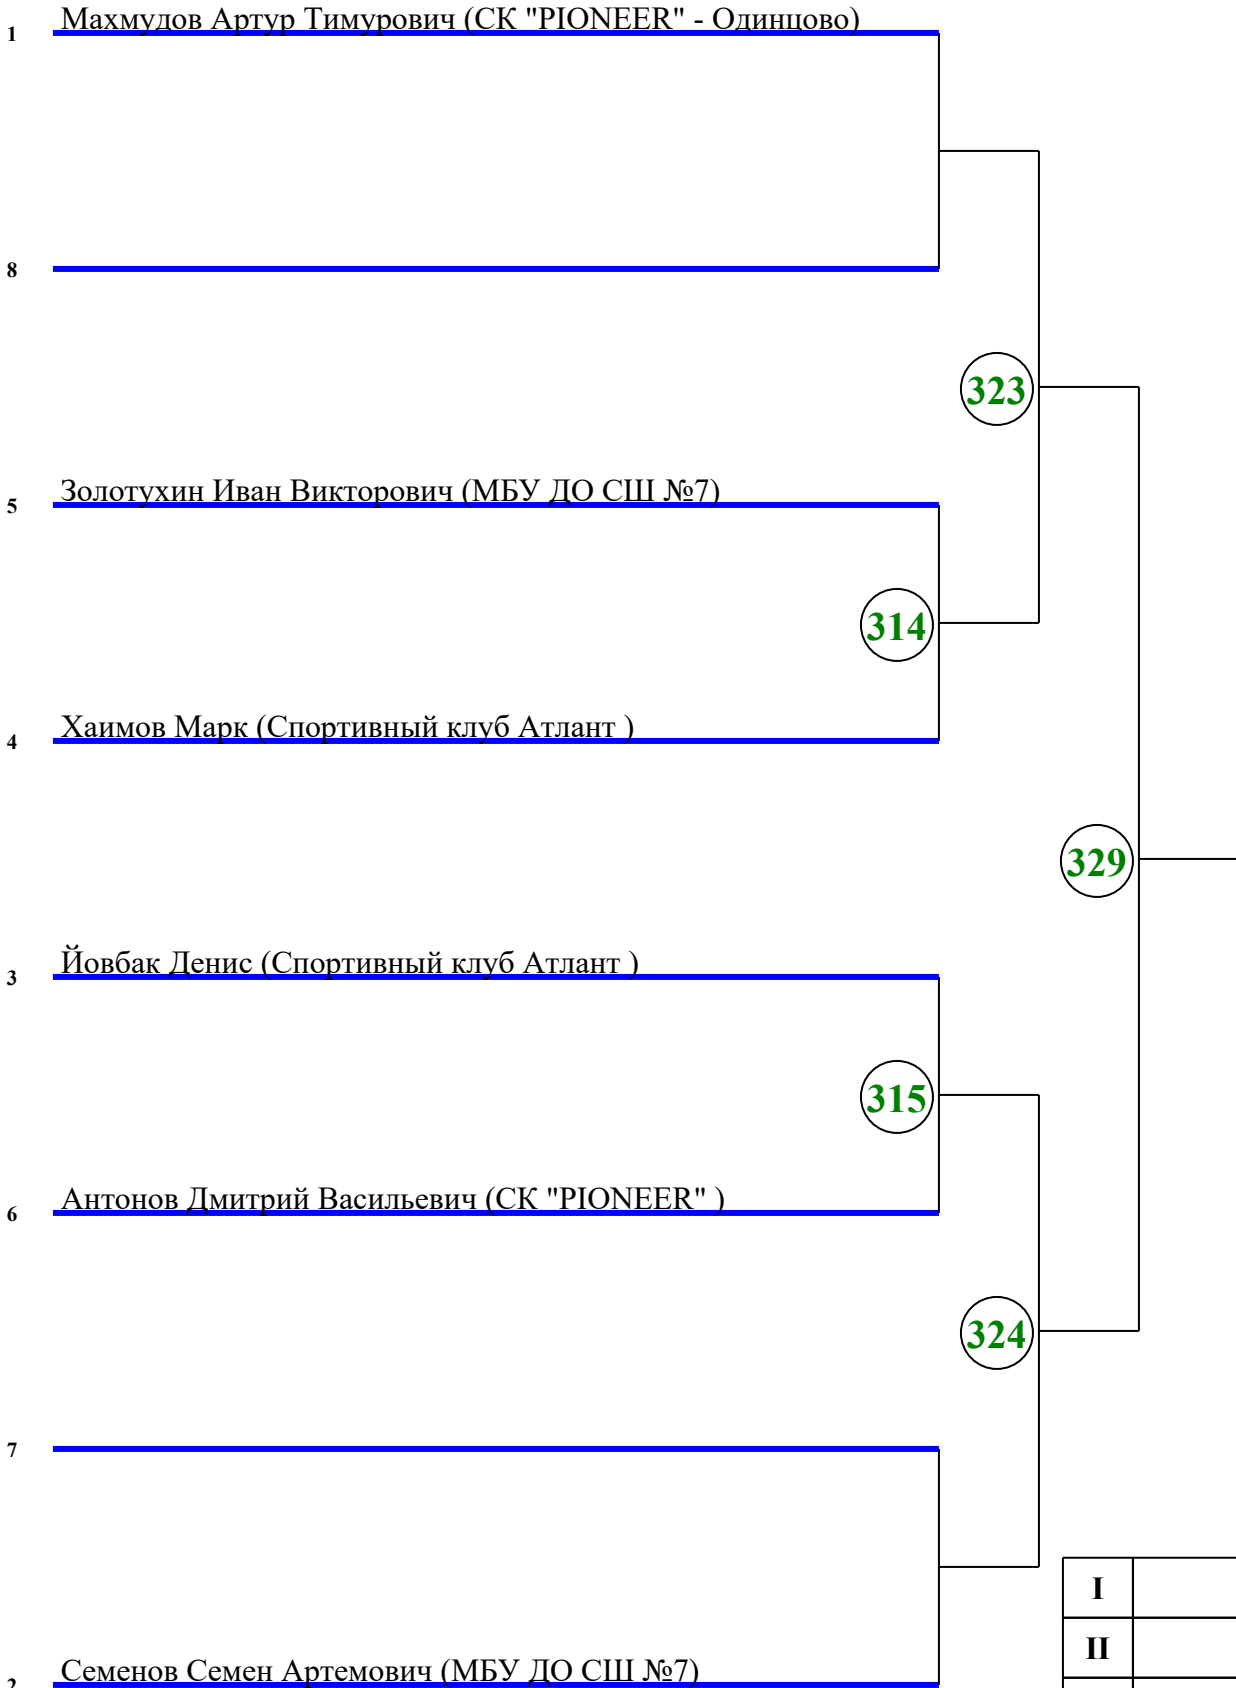 1 Махмудов Артур Тимурович (СК "PIONEER" - Одинцово)
8
323
5 Золотухин Иван Викторович (МБУ ДО СШ №7)
314
4 Хаимов Марк (Спортивный клуб Атлант )
329
3 Йовбак Денис (Спортивный клуб Атлант )
315
6 Антонов Дмитрий Васильевич (СК "PIONEER" )
324
7
I
II
2 Семенов Семен Артемович (МБУ ДО СШ №7)